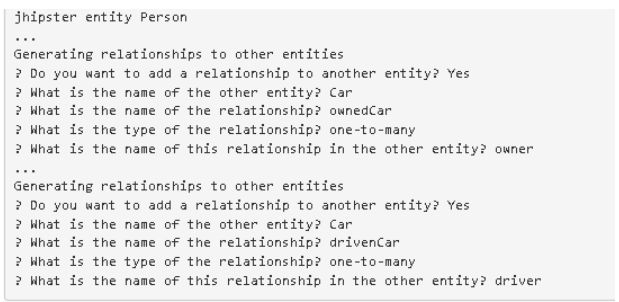 jhipster entity Person
...
Generating relationships to other entities
? Do you want to add a relationship to another entity? Yes
? What is the name of the other entity? Car
? What is the name of the relationship? ownedCar
? What is the type of the relationship? one-to-many
? What is the name of this relationship in the other entity? owner
...
Generating relationships to other entities
? Do you want to add a relationship to another entity? Yes
? What is the name of the other entity? Car
? What is the name of the relationship? drivenCar
? What is the type of the relationship? one-to-many
? What is the name of this relationship in the other entity? driver